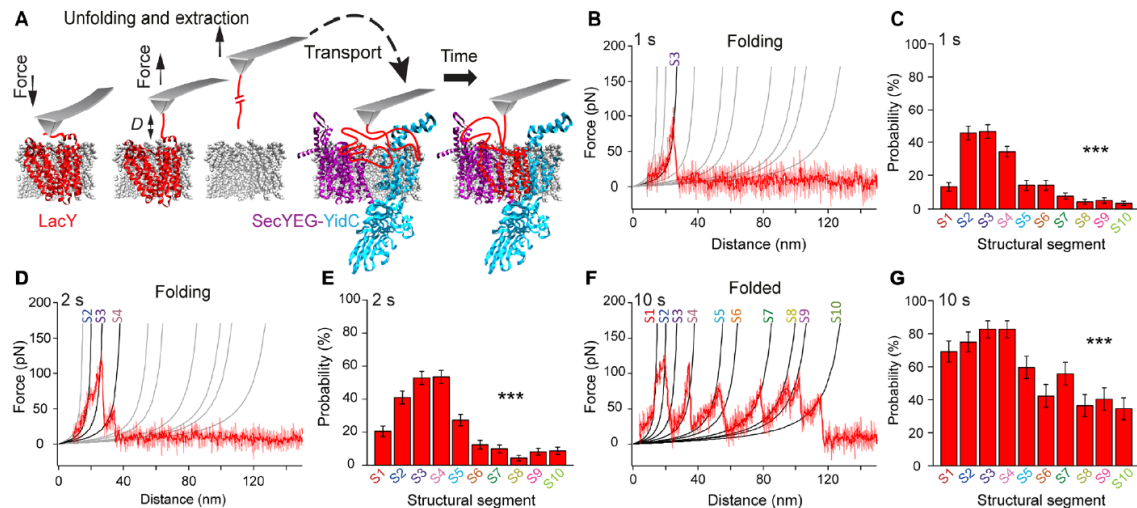 A
Unfolding and extraction
Force
Force
D
Transport
Time
LacY
SecYEG-YidC
B
1 s
Folding
S3
Force (pN)
200
150
100
50
0
0
40
80
120
Distance (nm)
C
1 s
Probability (%)
100
80
60
40
20
0
***
S1 S2 S3 S4 S5 S6 S7 S8 S9 S10
Structural segment
D
2 s
Folding
S2 S3 S4
Force (pN)
200
150
100
50
0
0
40
80
120
Distance (nm)
E
2 s
Probability (%)
100
80
60
40
20
0
***
S1 S2 S3 S4 S5 S6 S7 S8 S9 S10
Structural segment
F
10 s
Folded
S1 S2 S3 S4 S5 S6 S7 S8 S9 S10
Force (pN)
200
150
100
50
0
0
40
80
120
Distance (nm)
G
10 s
Probability (%)
100
80
60
40
20
0
***
S1 S2 S3 S4 S5 S6 S7 S8 S9 S10
Structural segment